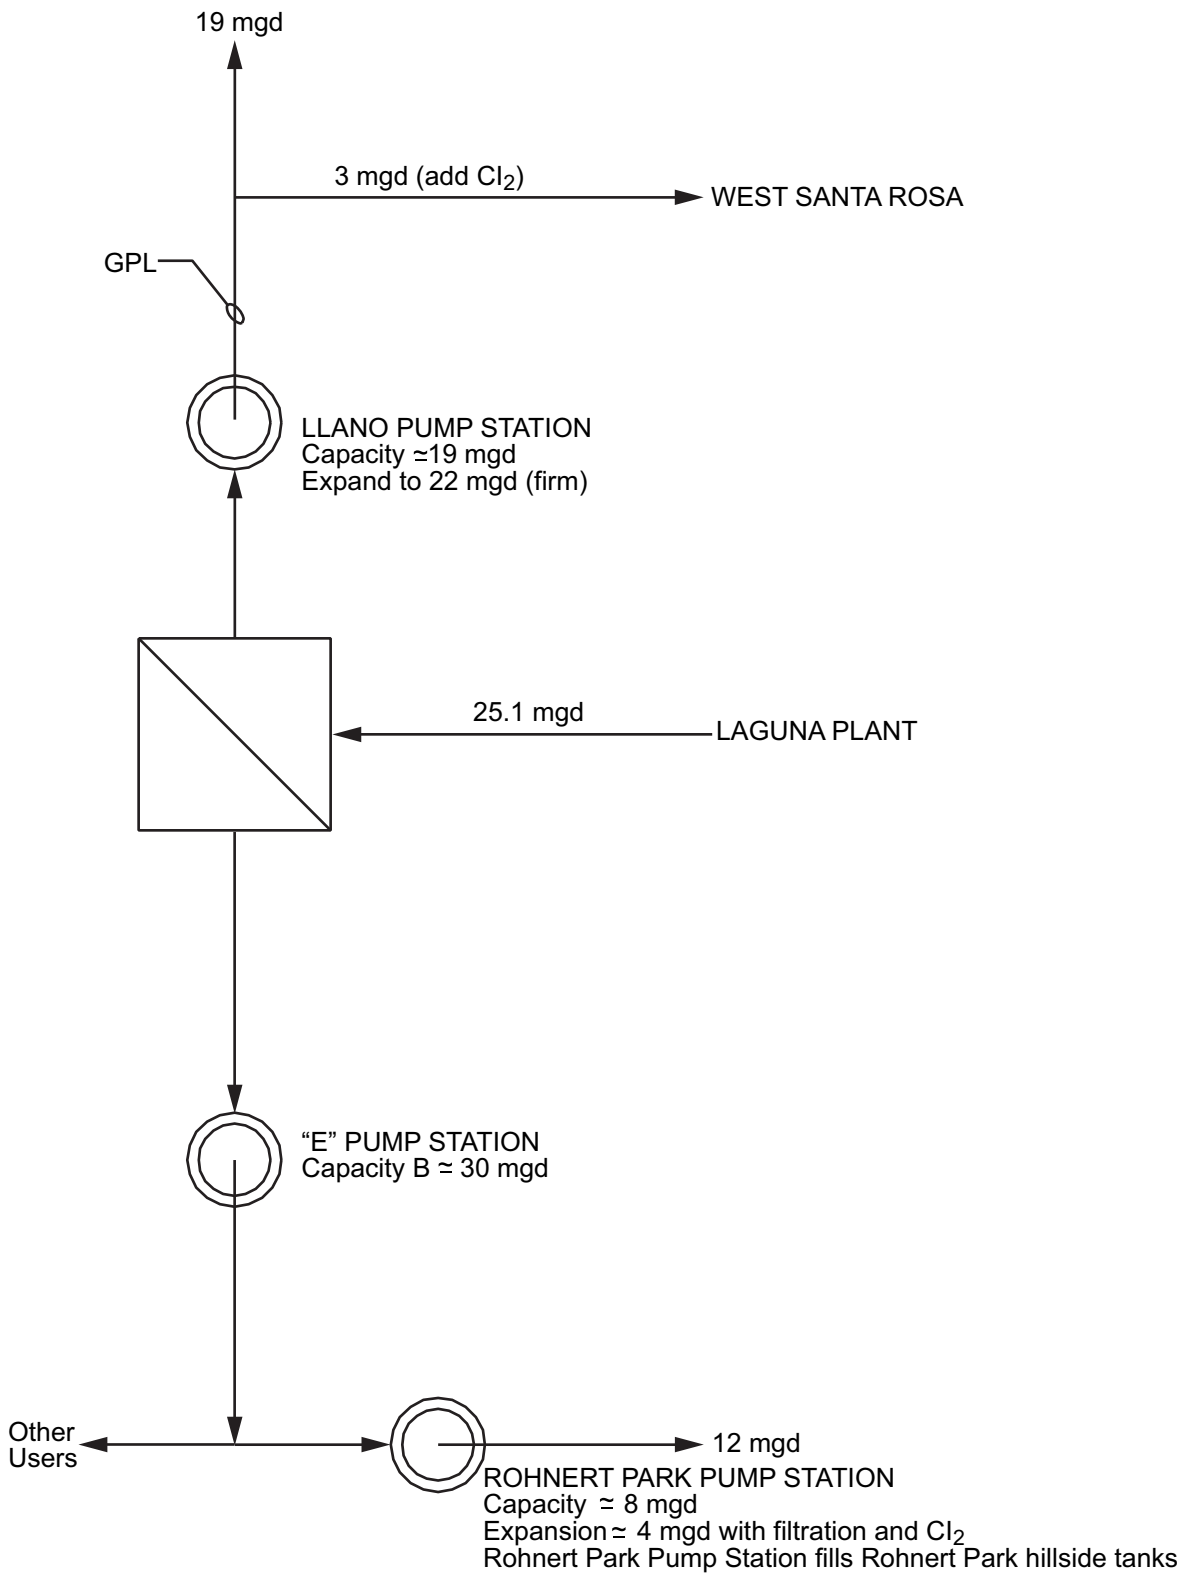 19 mgd
3 mgd (add Cl₂)
WEST SANTA ROSA
GPL
LLANO PUMP STATION
Capacity ≃19 mgd
Expand to 22 mgd (firm)
25.1 mgd
LAGUNA PLANT
“E” PUMP STATION
Capacity B ≃ 30 mgd
Other
Users
12 mgd
ROHNERT PARK PUMP STATION
Capacity ≃ 8 mgd
Expansion ≃ 4 mgd with filtration and Cl₂
Rohnert Park Pump Station fills Rohnert Park hillside tanks